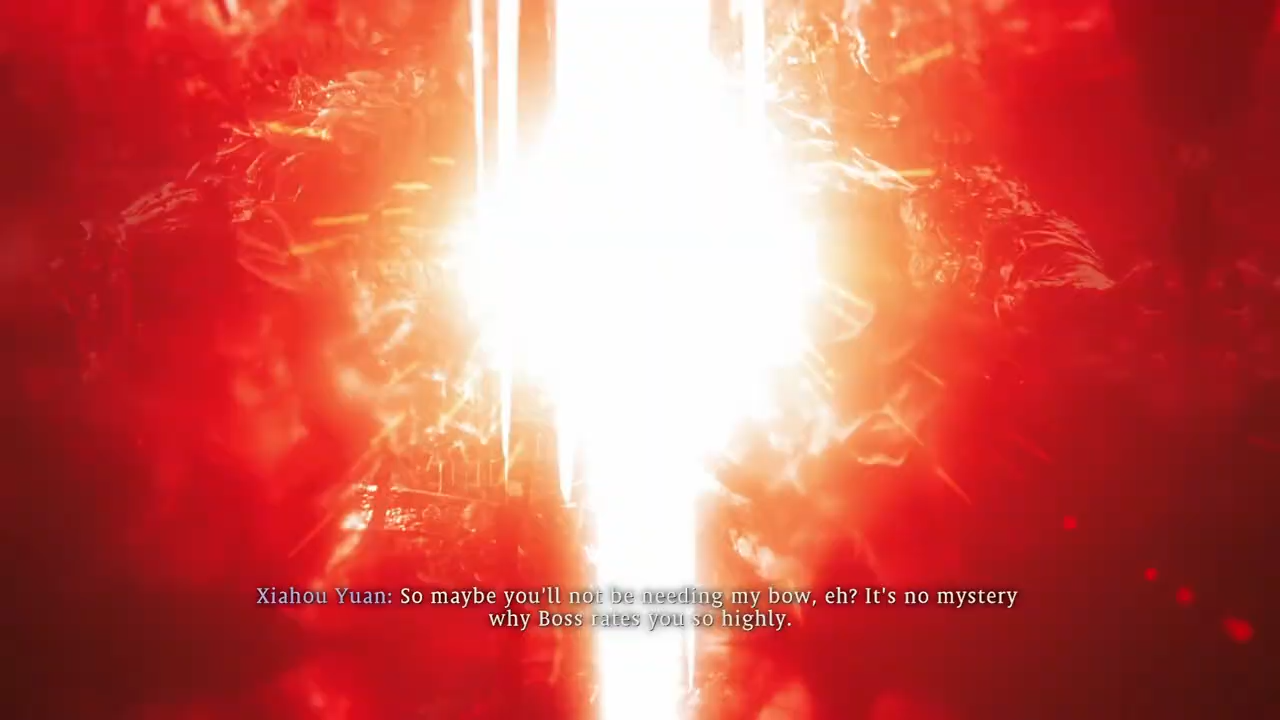 Xiahou Yuan: So maybe you'll not be needing my bow, eh? It's no mystery
why Boss rates you so highly.